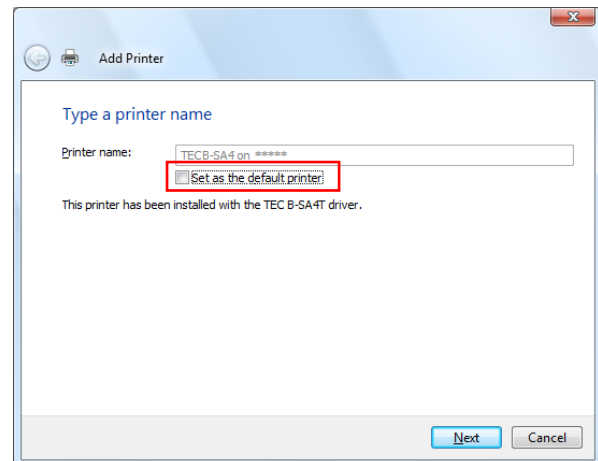 Add Printer
Type a printer name
Printer name:
TECB-SA4 on *****
Set as the default printer
This printer has been installed with the TEC B-SA4T driver.
Next
Cancel